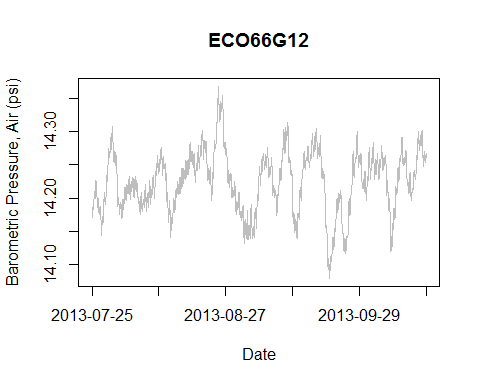 ECO66G12
Barometric Pressure, Air (psi)
14.30
14.20
14.10
2013-07-25
2013-08-27
2013-09-29
Date